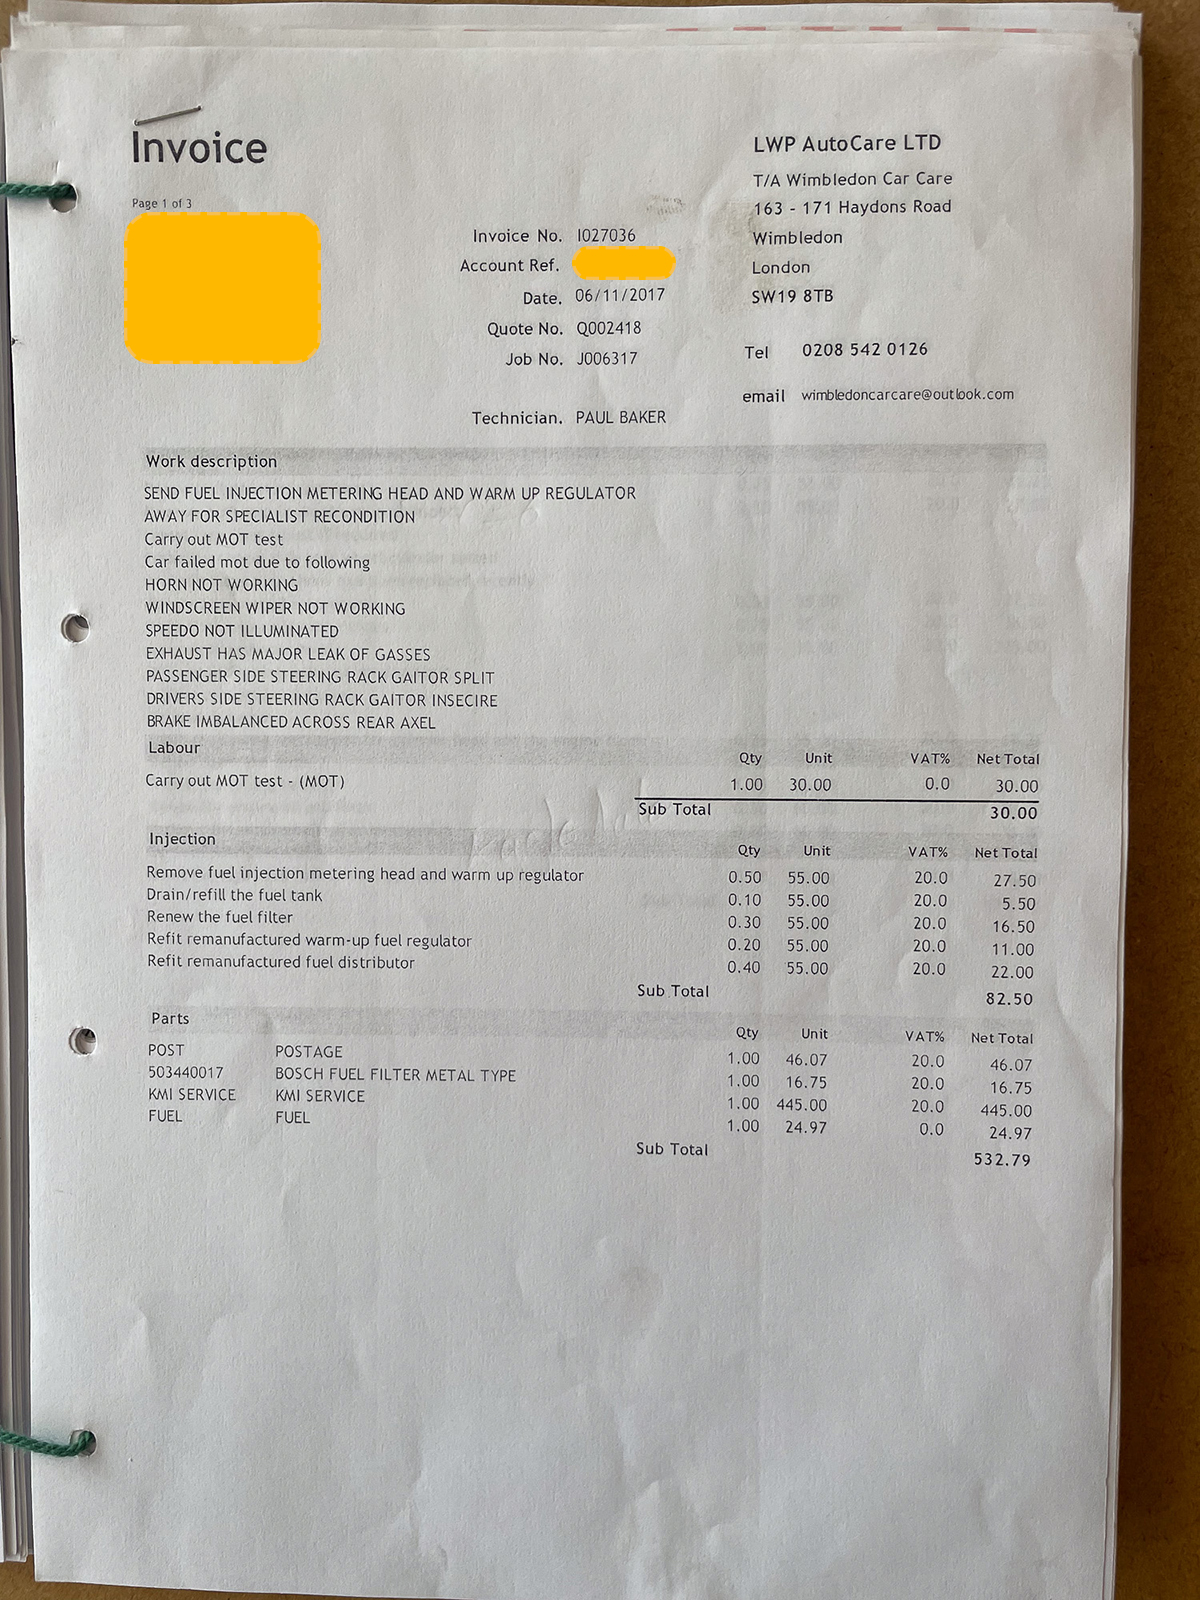 Invoice
Page 1 of 3
Invoice No. I027036
Account Ref.
Date. 06/11/2017
Quote No. Q002418
Job No. J006317
Technician. PAUL BAKER
LWP AutoCare LTD
T/A Wimbledon Car Care
163 - 171 Haydons Road
Wimbledon
London
SW19 8TB
Tel 0208 542 0126
email wimbledoncarcare@outlook.com
Work description
SEND FUEL INJECTION METERING HEAD AND WARM UP REGULATOR
AWAY FOR SPECIALIST RECONDITION
Carry out MOT test
Car failed mot due to following
HORN NOT WORKING
WINDSCREEN WIPER NOT WORKING
SPEEDO NOT ILLUMINATED
EXHAUST HAS MAJOR LEAK OF GASSES
PASSENGER SIDE STEERING RACK GAITOR SPLIT
DRIVERS SIDE STEERING RACK GAITOR INSECIRE
BRAKE IMBALANCED ACROSS REAR AXEL
Labour Qty Unit VAT% Net Total
Carry out MOT test - (MOT) 1.00 30.00 0.0 30.00
Sub Total 30.00
Injection Qty Unit VAT% Net Total
Remove fuel injection metering head and warm up regulator 0.50 55.00 20.0 27.50
Drain/refill the fuel tank 0.10 55.00 20.0 5.50
Renew the fuel filter 0.30 55.00 20.0 16.50
Refit remanufactured warm-up fuel regulator 0.20 55.00 20.0 11.00
Refit remanufactured fuel distributor 0.40 55.00 20.0 22.00
Sub Total 82.50
Parts Qty Unit VAT% Net Total
POST POSTAGE 1.00 46.07 20.0 46.07
503440017 BOSCH FUEL FILTER METAL TYPE 1.00 16.75 20.0 16.75
KMI SERVICE KMI SERVICE 1.00 445.00 20.0 445.00
FUEL FUEL 1.00 24.97 0.0 24.97
Sub Total 532.79